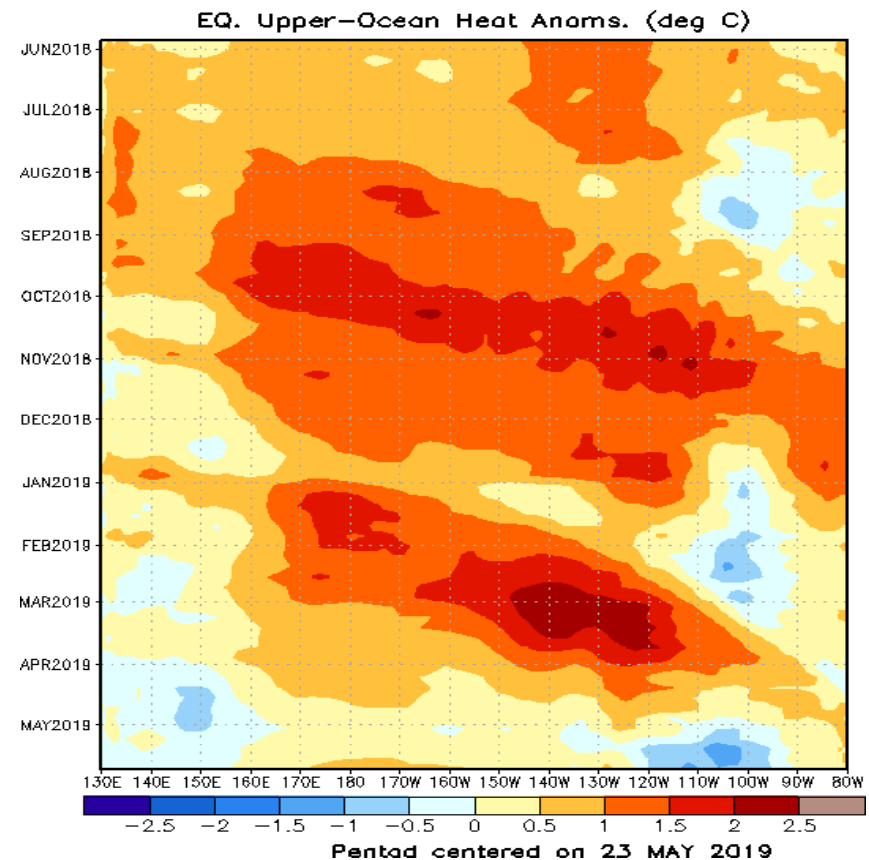 EQ. Upper-Ocean Heat Anoms. (deg C)
JUN2018
JUL2018
AUG2018
SEP2018
OCT2018
NOV2018
DEC2018
JAN2019
FEB2019
MAR2019
APR2019
MAY2019
130E 140E 150E 160E 170E 180 170W 160W 150W 140W 130W 120W 110W 100W 90W 80W
-2.5 -2 -1.5 -1 -0.5 0 0.5 1 1.5 2 2.5
Pentad centered on 23 MAY 2019